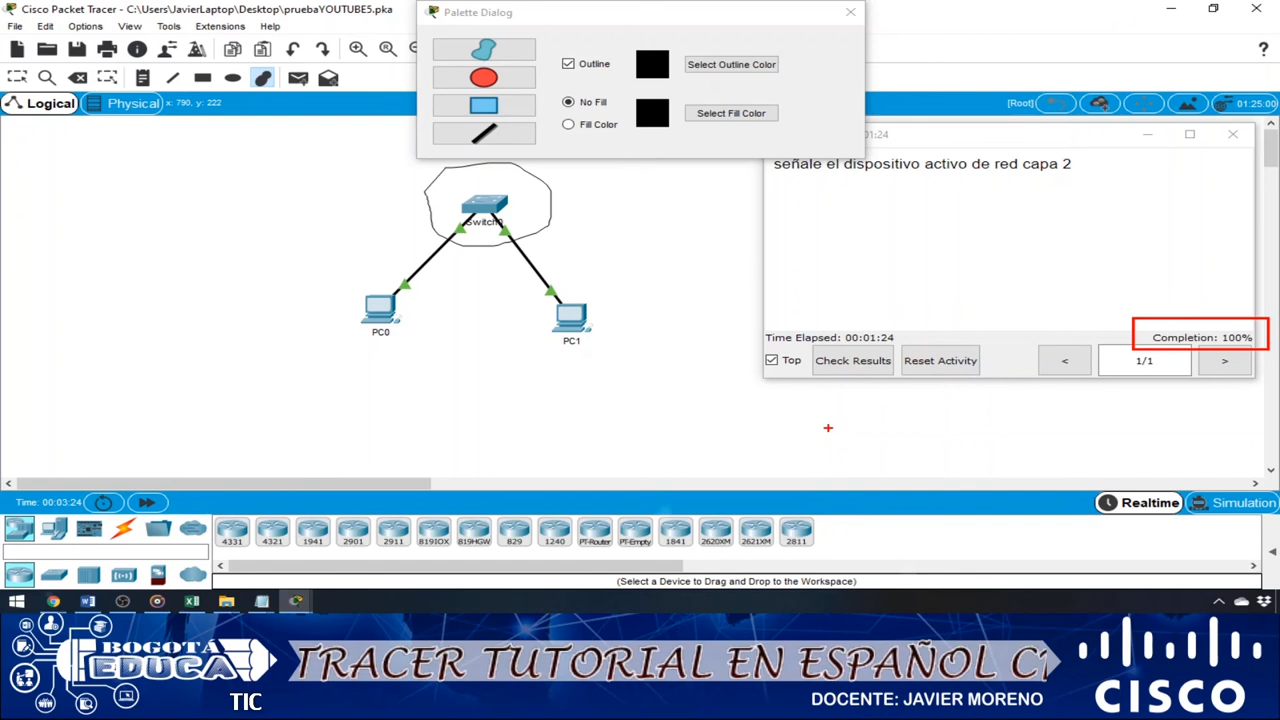 Cisco Packet Tracer - C:\Users\JavierLaptop\Desktop\pruebaYOUTUBE5.pka
File Edit Options View Tools Extensions Help
Logical Physical x: 790, y: 222
[Root] 01:25:00
Palette Dialog
Outline Select Outline Color
No Fill
Fill Color Select Fill Color
señale el dispositivo activo de red capa 2
PC0
PC1
Time Elapsed: 00:01:24 Completion: 100%
Top Check Results Reset Activity < 1/1 >
Time: 00:03:24 Realtime Simulation
4331 4321 1941 2901 2911 819IOX 819HGW 829 1240 PT-Router PT-Empty 1841 2620XM 2621XM 2811
(Select a Device to Drag and Drop to the Workspace)
BOGOTÁ
EDUCA
TIC
TRACER TUTORIAL EN ESPAÑOL
DOCENTE: JAVIER MORENO
CISCO